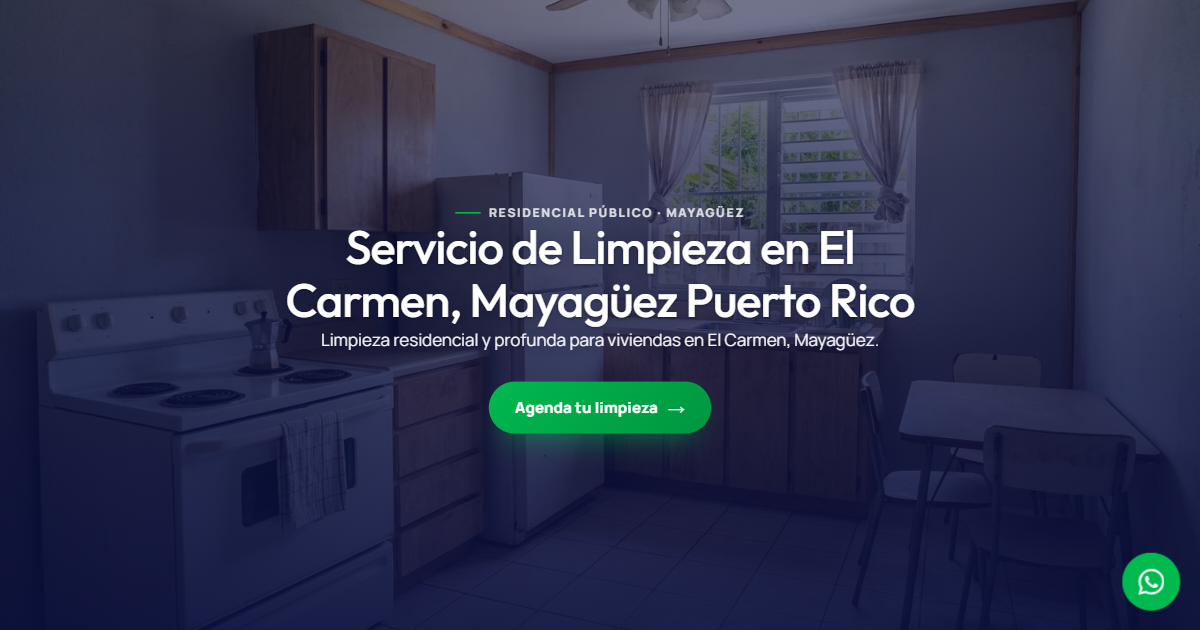 RESIDENCIAL PÚBLICO · MAYAGÜEZ
Servicio de Limpieza en El
Carmen, Mayagüez Puerto Rico
Limpieza residencial y profunda para viviendas en El Carmen, Mayagüez.
Agenda tu limpieza →